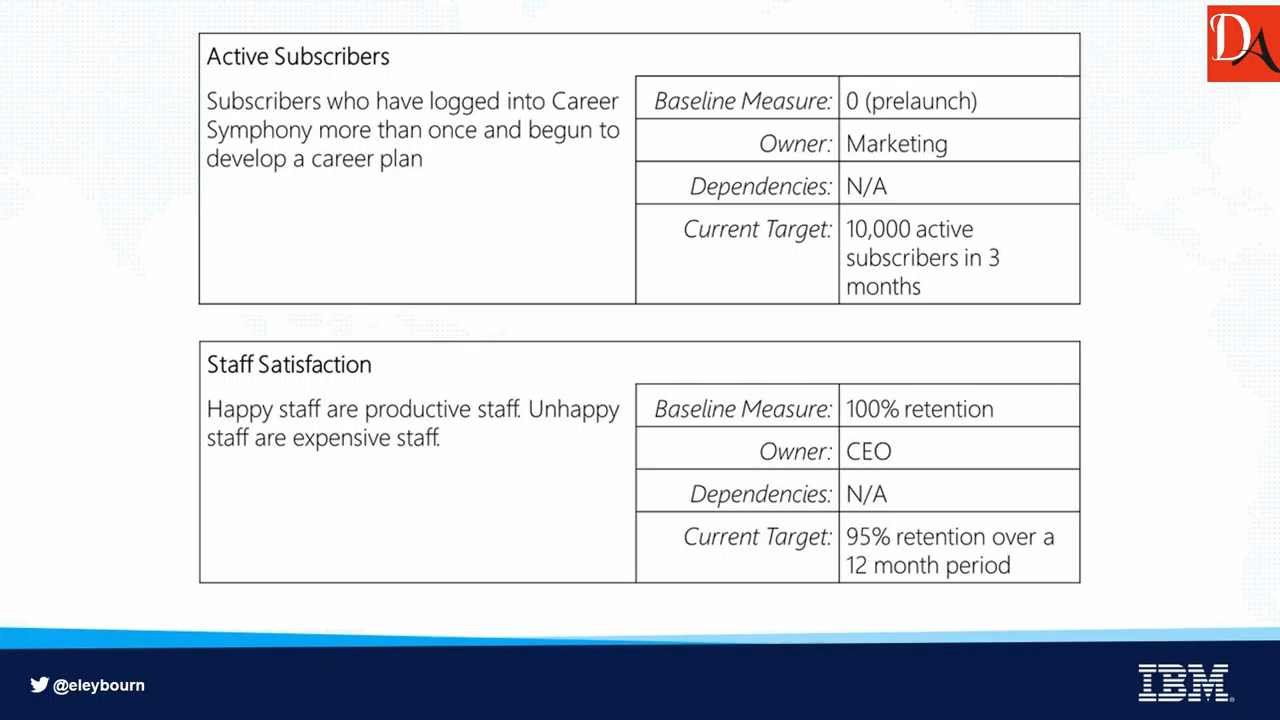 DA
Active Subscribers
Subscribers who have logged into Career
Symphony more than once and begun to
develop a career plan
Baseline Measure: 0 (prelaunch)
Owner: Marketing
Dependencies: N/A
Current Target: 10,000 active
subscribers in 3
months
Staff Satisfaction
Happy staff are productive staff. Unhappy
staff are expensive staff.
Baseline Measure: 100% retention
Owner: CEO
Dependencies: N/A
Current Target: 95% retention over a
12 month period
@eleybourn
IBM®